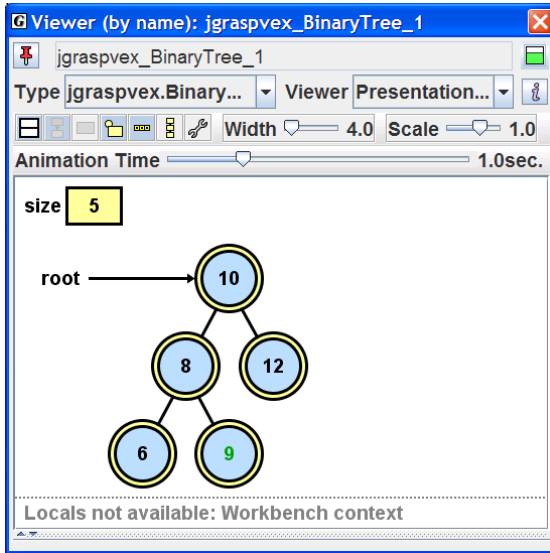 G Viewer (by name): jgraspvex_BinaryTree_1
jgraspvex_BinaryTree_1
Type jgraspvex.Binary... Viewer Presentation... i
Width 4.0 Scale 1.0
Animation Time 1.0sec.
size 5
root 10
8 12
6 9
Locals not available: Workbench context